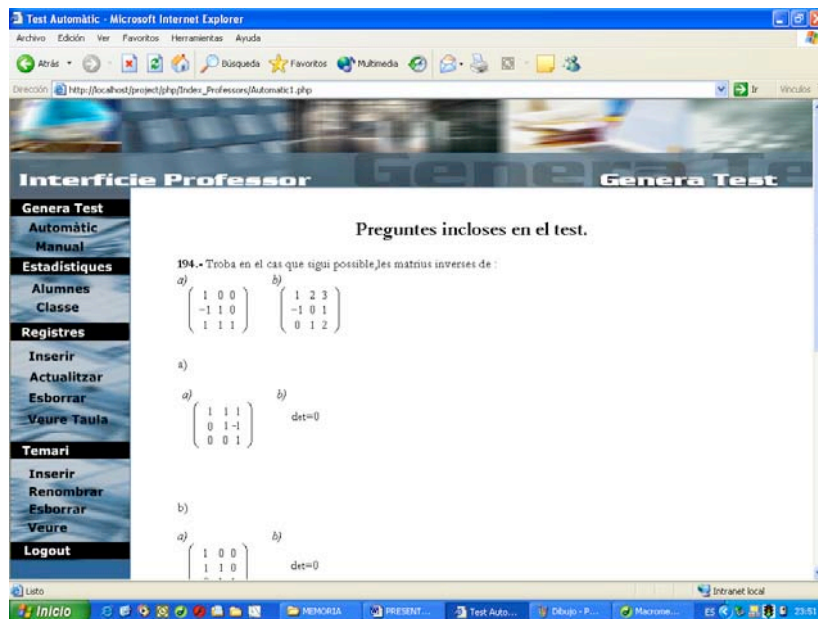 Test Automàtic - Microsoft Internet Explorer
Archivo Edición Ver Favoritos Herramientas Ayuda
Atrás Búsqueda Favoritos Multimedia
Dirección http://localhost/project/php/Index_Professors/Automatic1.php Ir Vínculos
Interfície Professor Genera Test
Genera Test
Automàtic
Manual
Estadístiques
Alumnes
Classe
Registres
Inserir
Actualitzar
Esborrar
Veure Taula
Temari
Inserir
Renombrar
Esborrar
Veure
Logout
Preguntes incloses en el test.
194.- Troba en el cas que sigui possible,les matrius inverses de :
a) b)
1 0 0 1 2 3
-1 1 0 -1 0 1
1 1 1 0 1 2
a)
a) b)
1 1 1
0 1 -1 det=0
0 0 1
b)
a) b)
1 0 0
1 1 0 det=0
Listo Intranet local
Inicio MEMORIA PRESENT... Test Auto... Dibujo - P... Macrome... ES 23:51